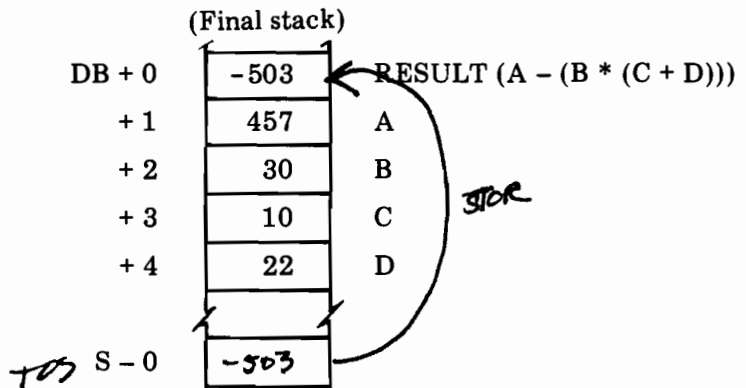 (Final stack)
DB + 0 -503 RESULT (A – (B * (C + D)))
+ 1 457 A
+ 2 30 B
+ 3 10 C
+ 4 22 D
STOR
TOS S – 0 -503